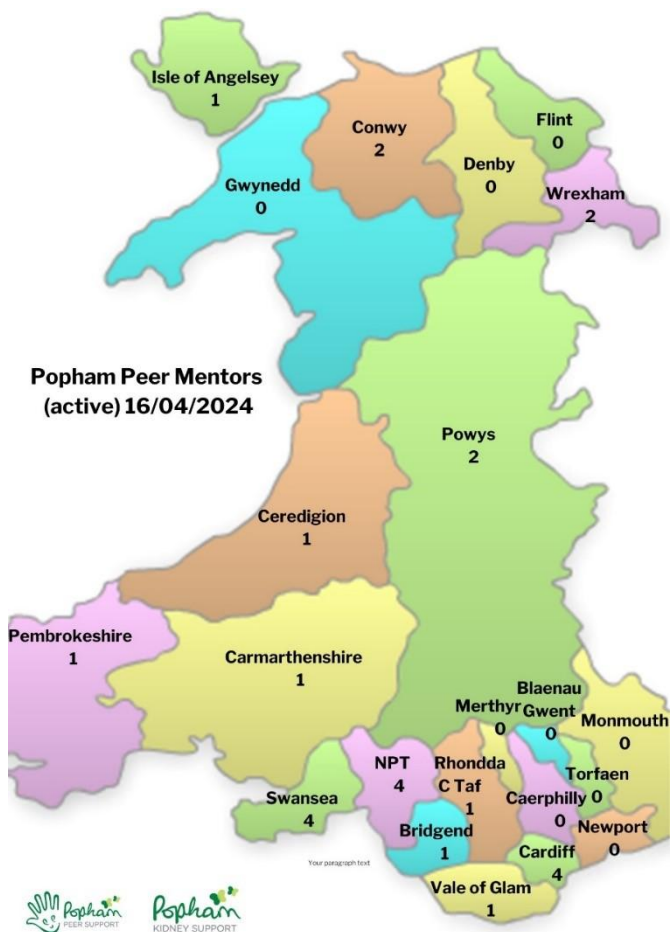 Isle of Angelsey
1
Conwy
2
Flint
0
Denby
0
Gwynedd
0
Wrexham
2
Popham Peer Mentors
(active) 16/04/2024
Powys
2
Ceredigion
1
Pembrokeshire
1
Carmarthenshire
1
Merthyr
0
Blaenau
Gwent
0
Monmouth
0
NPT
4
Rhondda
C Taf
1
Torfaen
0
Caerphilly
0
Swansea
4
Newport
0
Bridgend
1
Cardiff
4
Your paragraph text
Vale of Glam
1
Popham
PEER SUPPORT
Popham
KIDNEY SUPPORT